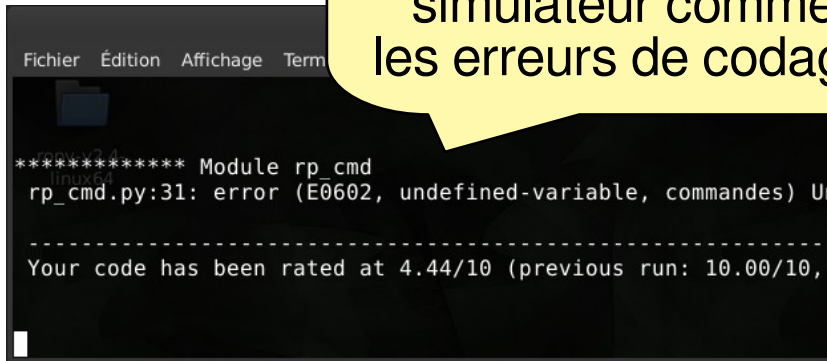 simulateur comme
les erreurs de codag
Fichier Édition Affichage Term
************* Module rp_cmd
linux64
rp_cmd.py:31: error (E0602, undefined-variable, commandes) U
----------------------------------------------------------------
Your code has been rated at 4.44/10 (previous run: 10.00/10,